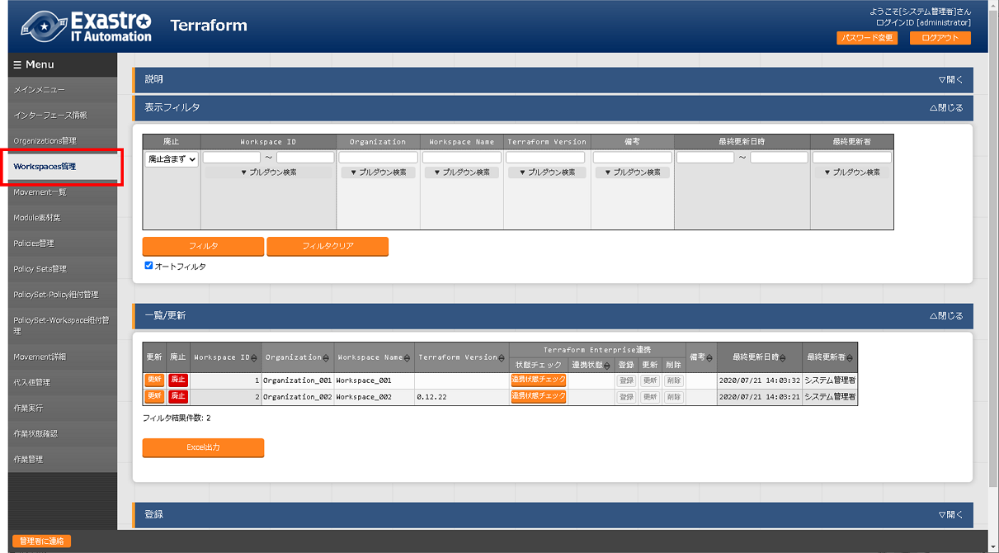 Exastro
IT Automation
Terraform
ようこそ[システム管理者]さん
ログインID [administrator]
パスワード変更 ログアウト
☰ Menu
メインメニュー
インターフェース情報
Organizations管理
Workspaces管理
Movement一覧
Module素材集
Policies管理
Policy Sets管理
PolicySet-Policy紐付管理
PolicySet-Workspace紐付管
理
Movement詳細
代入値管理
作業実行
作業状態確認
作業管理
説明 ▽開く
表示フィルタ △閉じる
廃止 Workspace ID Organization Workspace Name Terraform Version 備考 最終更新日時 最終更新者
廃止含まず ～ ～
▼ プルダウン検索 ▼ プルダウン検索 ▼ プルダウン検索 ▼ プルダウン検索 ▼ プルダウン検索 ▼ プルダウン検索
フィルタ フィルタクリア
オートフィルタ
一覧/更新 △閉じる
更新 廃止 Workspace ID Organization Workspace Name Terraform Version Terraform Enterprise連携 備考 最終更新日時 最終更新者
状態チェック 連携状態 登録 更新 削除
更新 廃止 1 Organization_001 Workspace_001 連携状態チェック 登録 更新 削除 2020/07/21 14:03:32 システム管理者
更新 廃止 2 Organization_002 Workspace_002 0.12.22 連携状態チェック 登録 更新 削除 2020/07/21 14:03:21 システム管理者
フィルタ結果件数: 2
Excel出力
登録 ▽開く
管理者に連絡